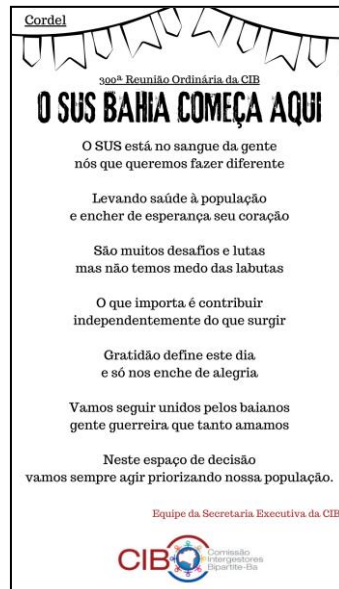 Cordel
300ª Reunião Ordinária da CIB
O SUS BAHIA COMEÇA AQUI
O SUS está no sangue da gente
nós que queremos fazer diferente
Levando saúde à população
e encher de esperança seu coração
São muitos desafios e lutas
mas não temos medo das labutas
O que importa é contribuir
independentemente do que surgir
Gratidão define este dia
e só nos enche de alegria
Vamos seguir unidos pelos baianos
gente guerreira que tanto amamos
Neste espaço de decisão
vamos sempre agir priorizando nossa população.
Equipe da Secretaria Executiva da CIB
CIB
Comissão
Intergestores
Bipartite-Ba